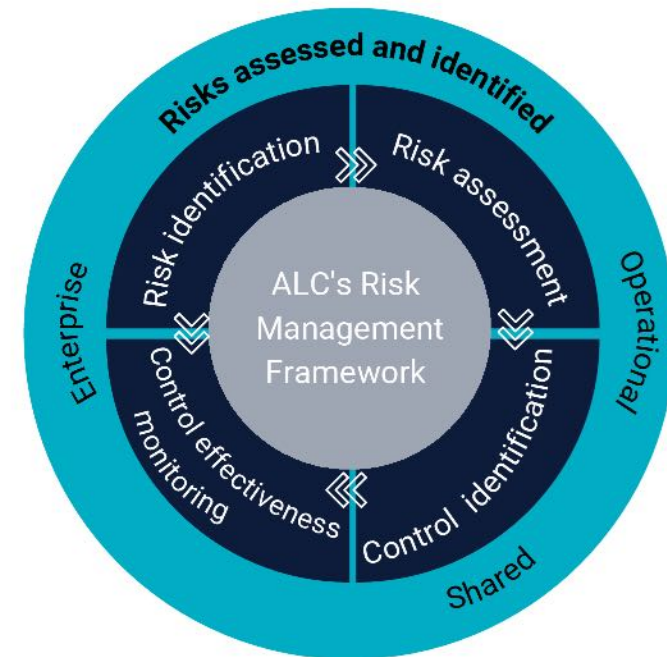 Risks assessed and identified
Risk identification
Risk assessment
ALC's Risk
Management
Framework
Enterprise
Operational
Control effectiveness
monitoring
Control identification
Shared